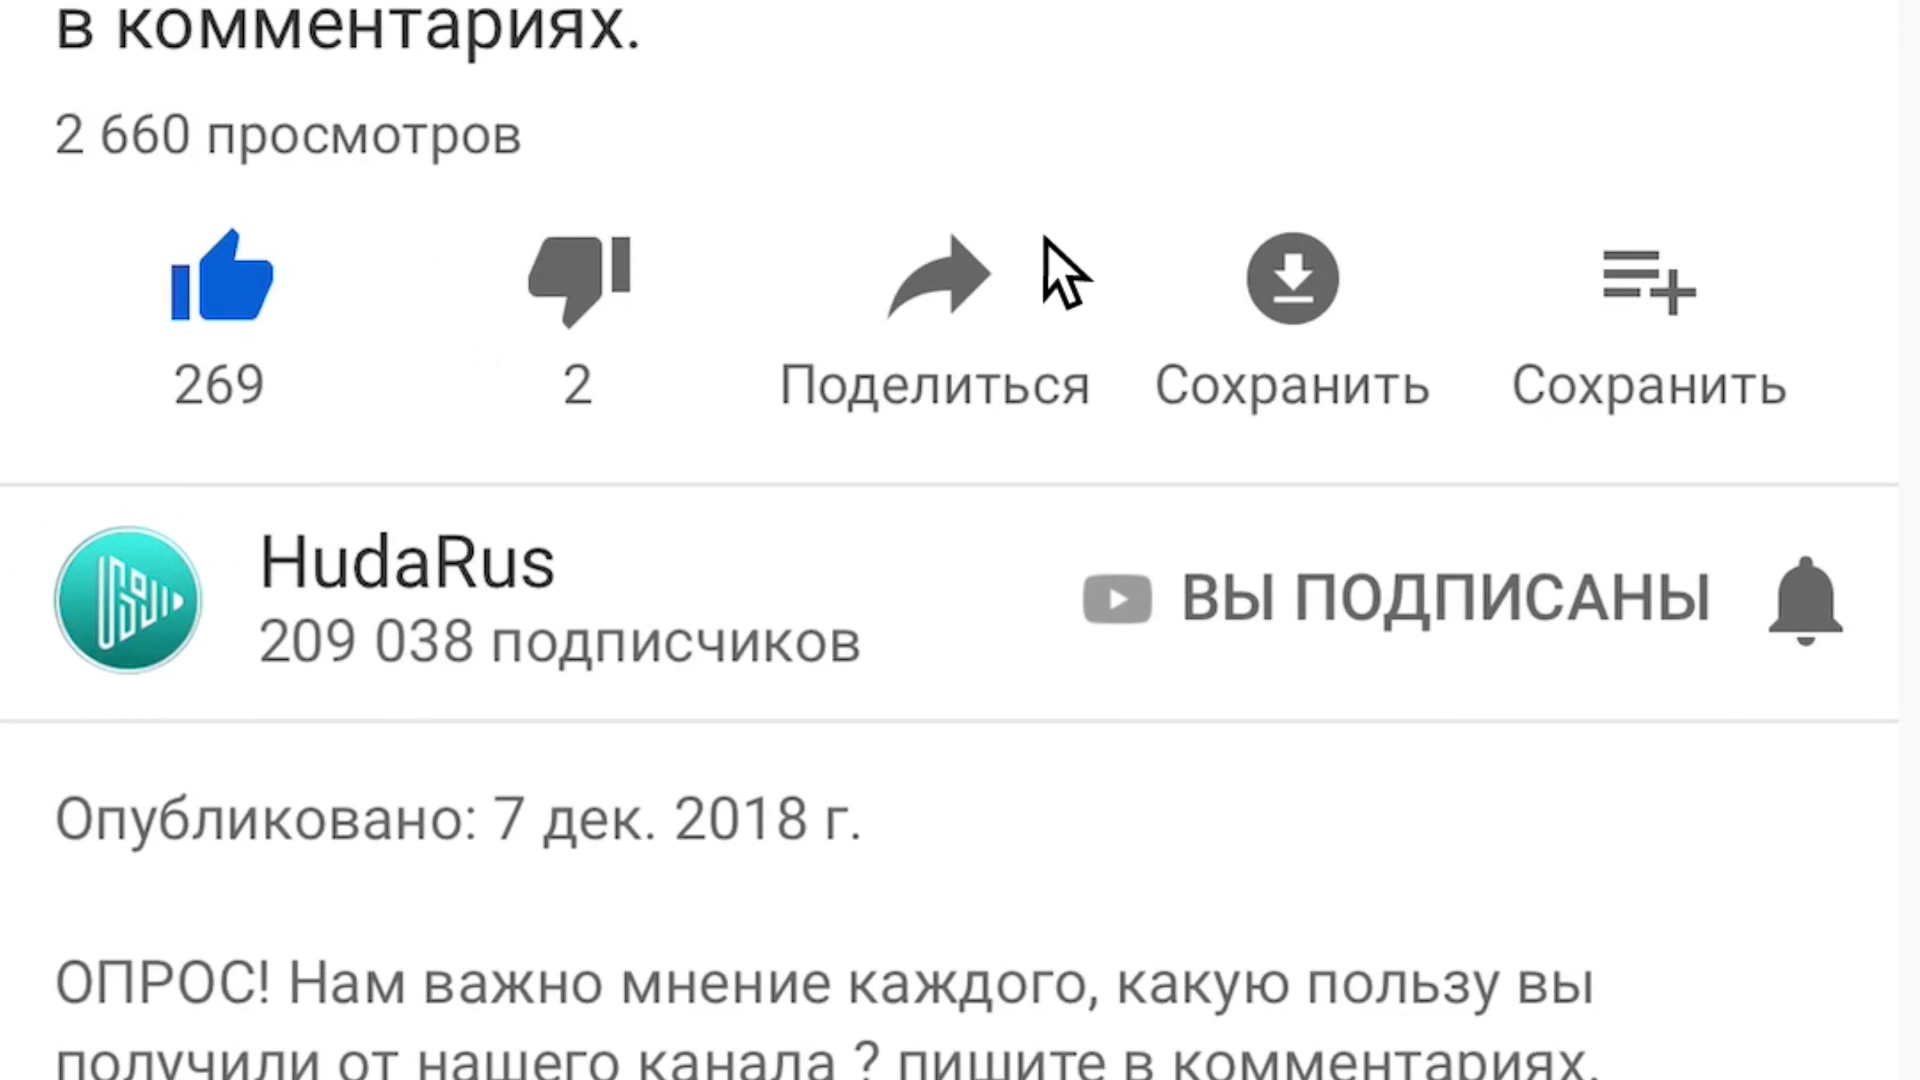 в комментариях.
2 660 просмотров
269
2
Поделиться
Сохранить
Сохранить
HudaRus
209 038 подписчиков
ВЫ ПОДПИСАНЫ
Опубликовано: 7 дек. 2018 г.
ОПРОС! Нам важно мнение каждого, какую пользу вы
получили от нашего канала ? пишите в комментариях.